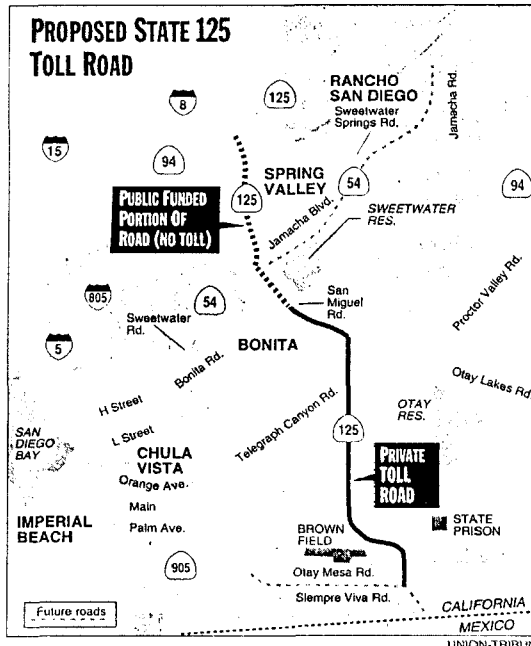 PROPOSED STATE 125
TOLL ROAD
RANCHO
SAN DIEGO
Sweetwater
Springs Rd.
Jamacha Rd.
8
125
15
94
SPRING
VALLEY
54
94
PUBLIC FUNDED
PORTION OF
ROAD (NO TOLL)
125
Jamacha Blvd.
SWEETWATER
RES.
805
54
San
Miguel
Rd.
Proctor Valley Rd.
Sweetwater
Rd.
5
BONITA
Bonita Rd.
Otay Lakes Rd.
H Street
Telegraph Canyon Rd.
OTAY
RES.
SAN
DIEGO
BAY
L Street
125
CHULA
VISTA
PRIVATE
TOLL
ROAD
Orange Ave.
Main
IMPERIAL
BEACH
Palm Ave.
BROWN
FIELD
STATE
PRISON
905
Otay Mesa Rd.
Siempre Viva Rd.
Future roads
CALIFORNIA
MEXICO